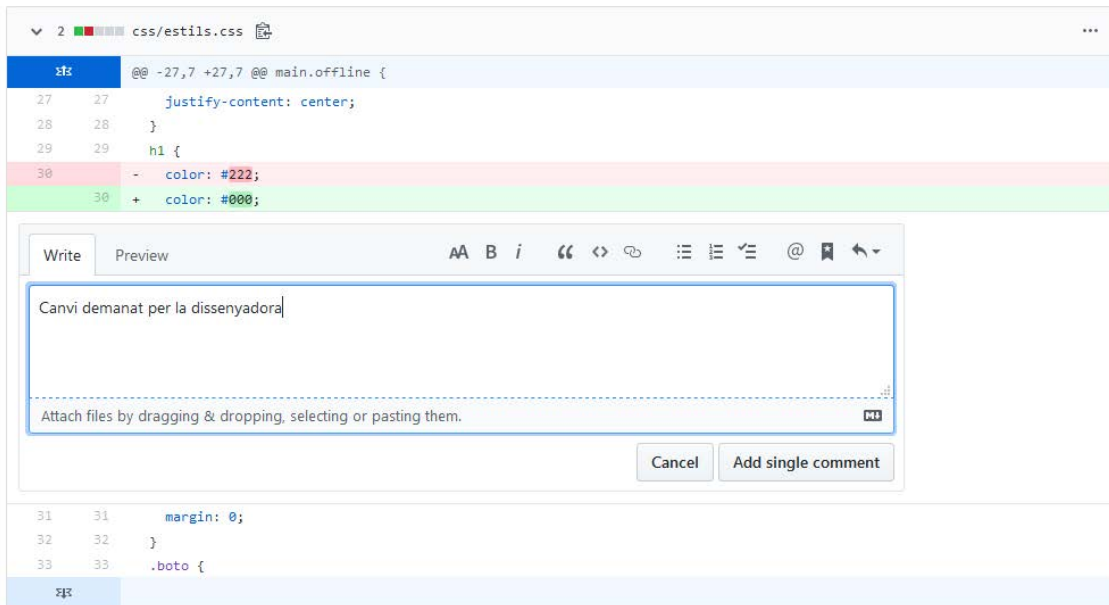 2 css/estils.css
@@ -27,7 +27,7 @@ main.offline {
27 27 justify-content: center;
28 28 }
29 29 h1 {
30 - color: #222;
30 + color: #000;
Write Preview AA B i “ <> @
Canvi demanat per la dissenyadora
Attach files by dragging & dropping, selecting or pasting them. M
Cancel Add single comment
31 31 margin: 0;
32 32 }
33 33 .boto {